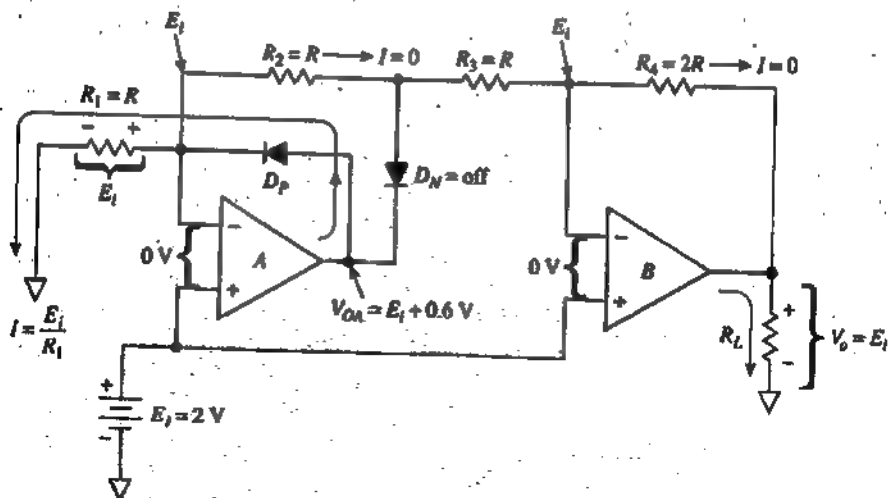 E_i
R_2 = R → I = 0
R_3 = R
E_i
R_4 = 2R → I = 0
R_1 = R
- +
E_i
D_P
D_N = off
0 V
-
A
+
0 V
-
B
+
V_OA ≃ E_i + 0.6 V
I = E_i / R_1
R_L
+
-
V_o = E_i
+
-
E_i = 2 V